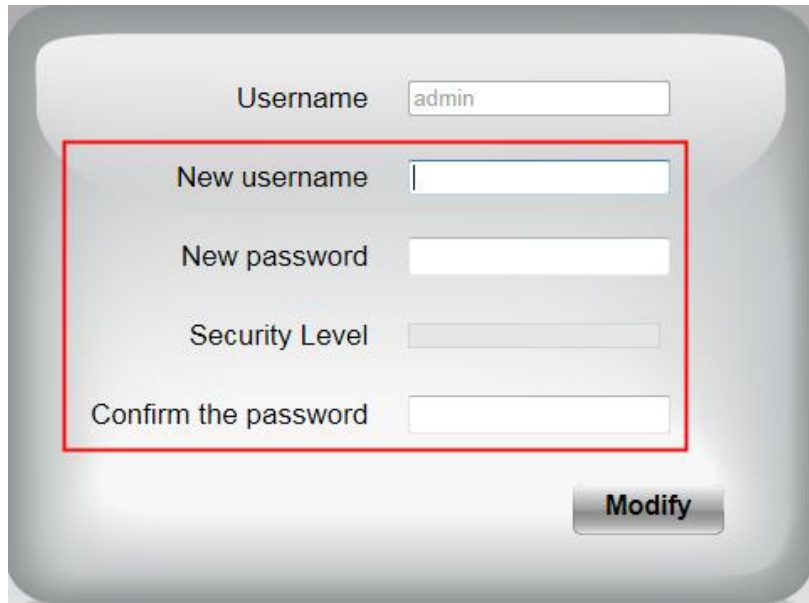 Username admin
New username
New password
Security Level
Confirm the password
Modify